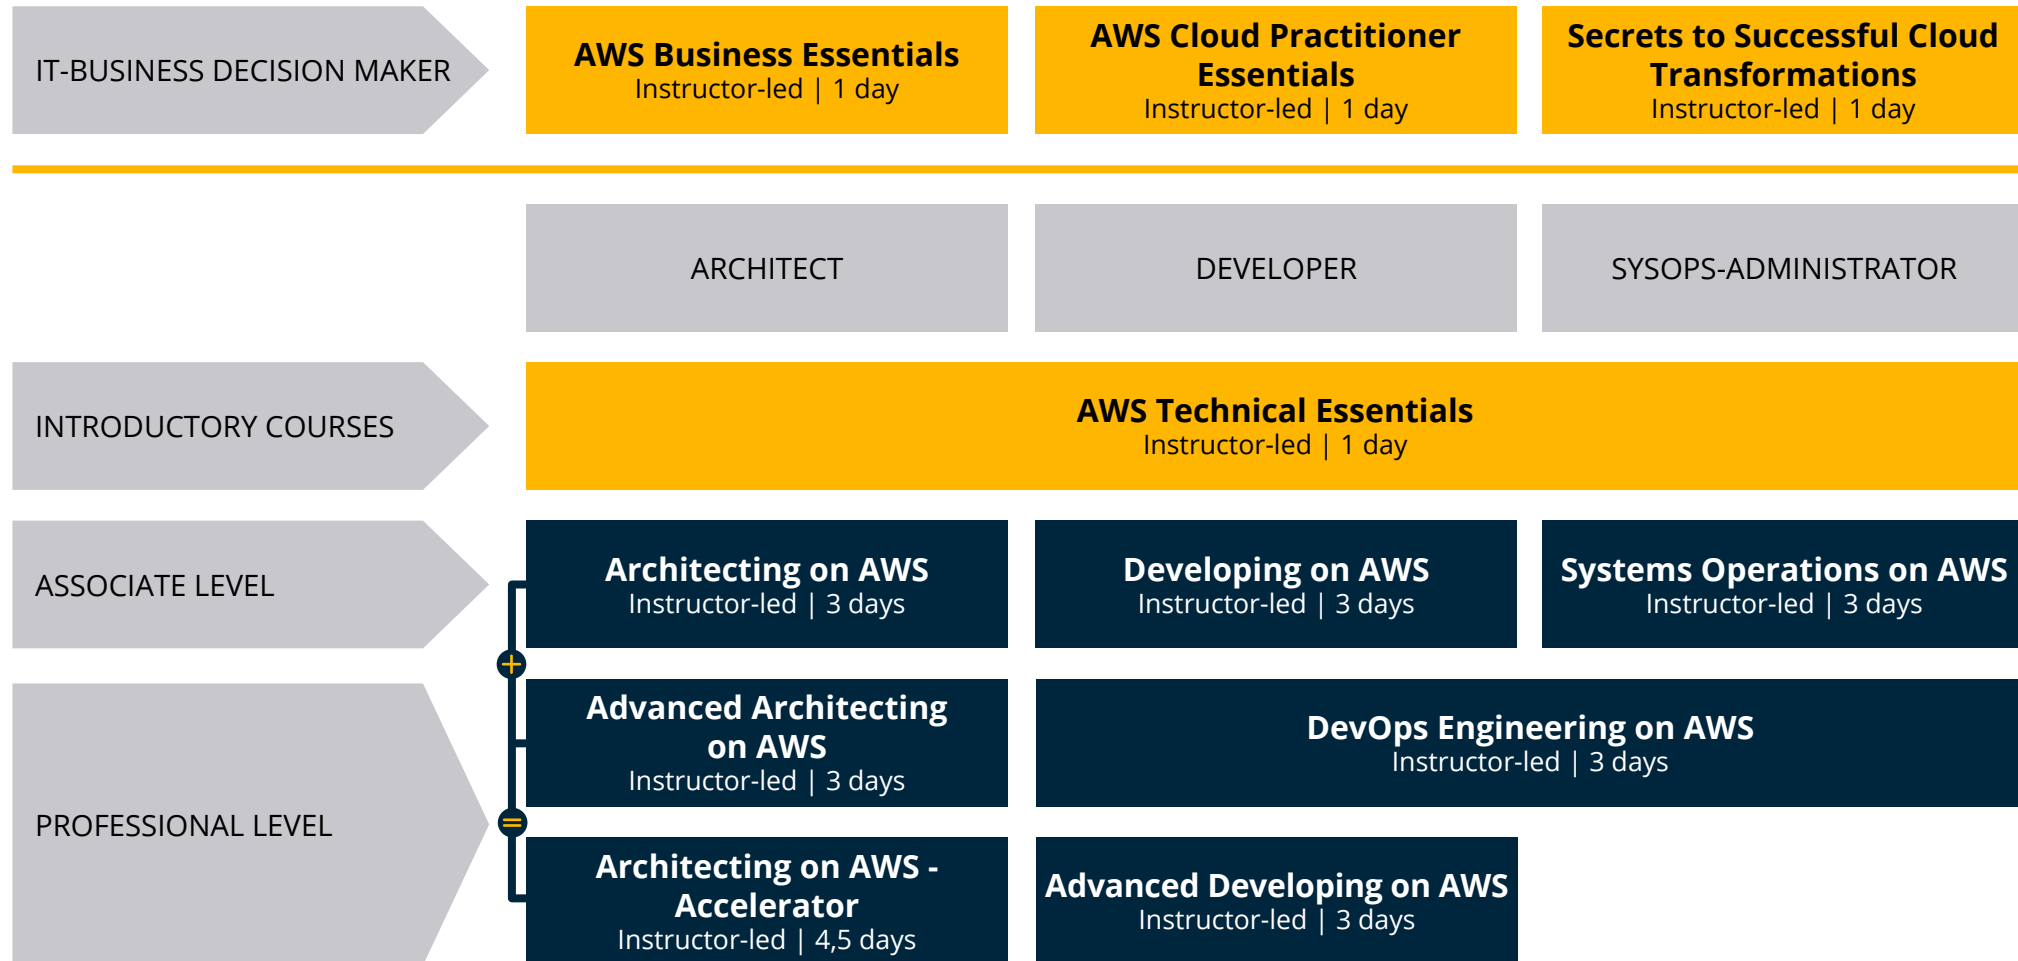 IT-BUSINESS DECISION MAKER
AWS Business Essentials
Instructor-led | 1 day
AWS Cloud Practitioner
Essentials
Instructor-led | 1 day
Secrets to Successful Cloud
Transformations
Instructor-led | 1 day
ARCHITECT
DEVELOPER
SYSOPS-ADMINISTRATOR
INTRODUCTORY COURSES
AWS Technical Essentials
Instructor-led | 1 day
ASSOCIATE LEVEL
Architecting on AWS
Instructor-led | 3 days
Developing on AWS
Instructor-led | 3 days
Systems Operations on AWS
Instructor-led | 3 days
+
PROFESSIONAL LEVEL
Advanced Architecting
on AWS
Instructor-led | 3 days
DevOps Engineering on AWS
Instructor-led | 3 days
=
Architecting on AWS -
Accelerator
Instructor-led | 4,5 days
Advanced Developing on AWS
Instructor-led | 3 days